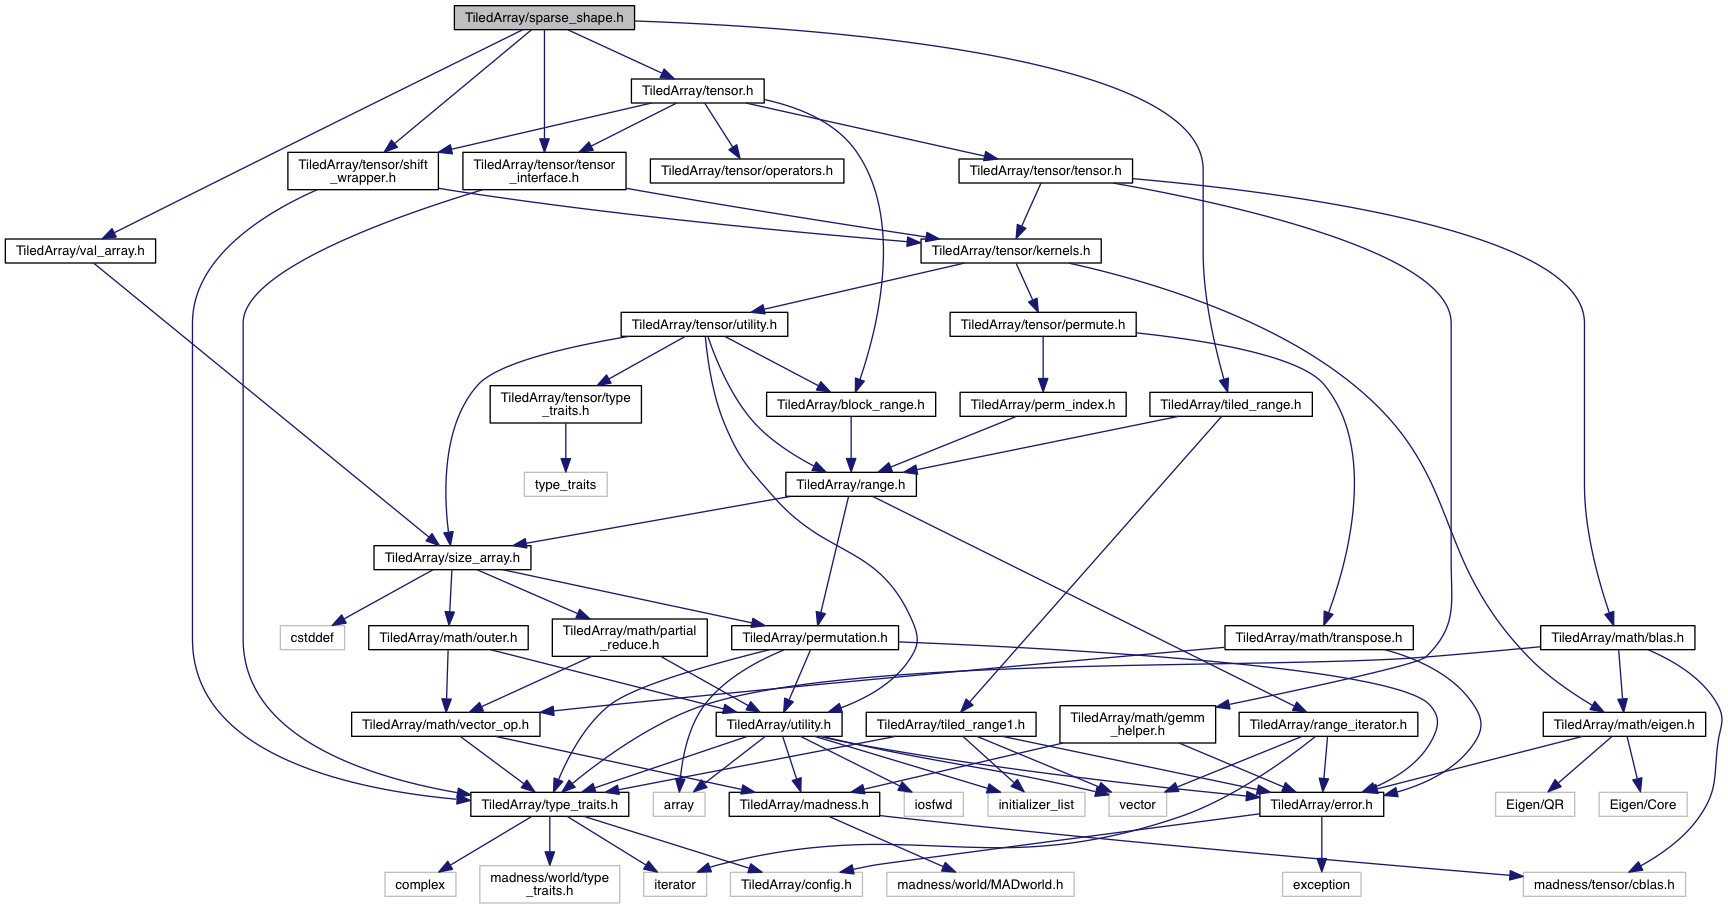 TiledArray/sparse_shape.h
TiledArray/tensor.h
TiledArray/tensor/shift
_wrapper.h
TiledArray/tensor/tensor
_interface.h
TiledArray/tensor/operators.h
TiledArray/tensor/tensor.h
TiledArray/val_array.h
TiledArray/tensor/kernels.h
TiledArray/tensor/utility.h
TiledArray/tensor/permute.h
TiledArray/tensor/type
_traits.h
TiledArray/block_range.h
TiledArray/perm_index.h
TiledArray/tiled_range.h
type_traits
TiledArray/range.h
TiledArray/size_array.h
cstddef
TiledArray/math/outer.h
TiledArray/math/partial
_reduce.h
TiledArray/permutation.h
TiledArray/math/transpose.h
TiledArray/math/blas.h
TiledArray/math/vector_op.h
TiledArray/utility.h
TiledArray/tiled_range1.h
TiledArray/math/gemm
_helper.h
TiledArray/range_iterator.h
TiledArray/math/eigen.h
TiledArray/type_traits.h
array
TiledArray/madness.h
iosfwd
initializer_list
vector
TiledArray/error.h
Eigen/QR
Eigen/Core
complex
madness/world/type
_traits.h
iterator
TiledArray/config.h
madness/world/MADworld.h
exception
madness/tensor/cblas.h